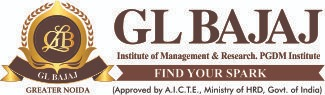 GLB
GL BAJAJ
GREATER NOIDA
GL BAJAJ
Institute of Management & Research. PGDM Institute
FIND YOUR SPARK
(Approved by A.I.C.T.E., Ministry of HRD, Govt. of India)